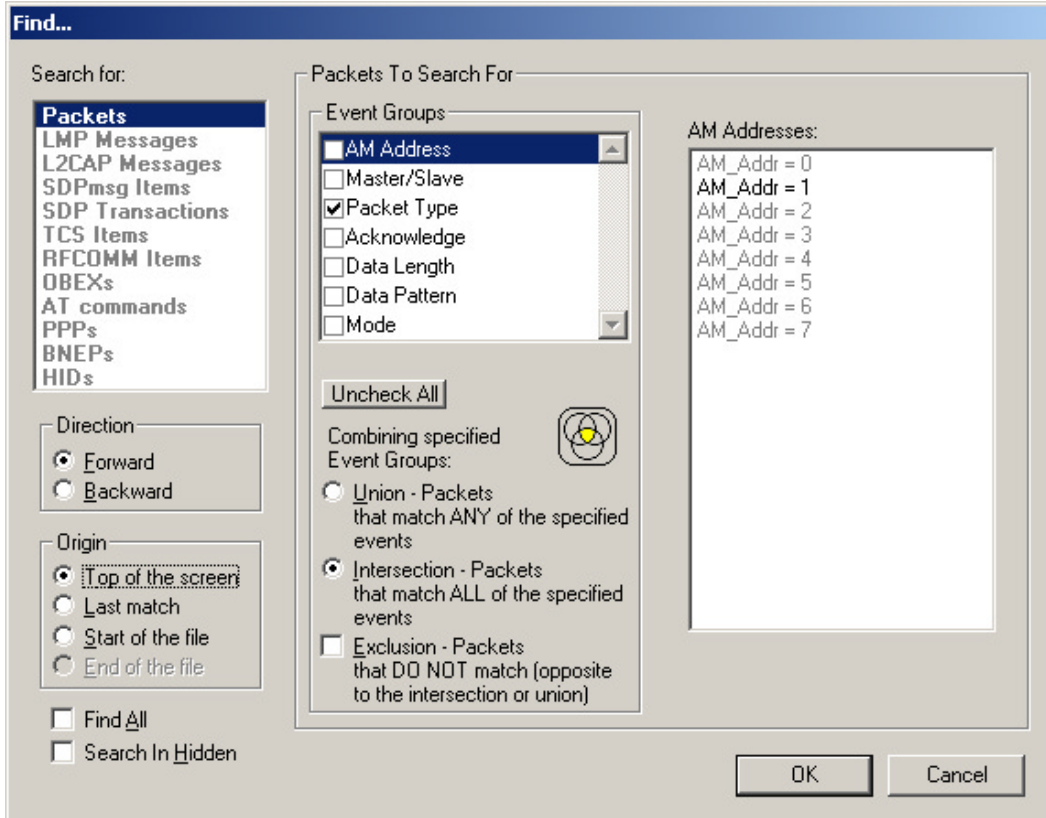 Find...
Search for:
Packets
LMP Messages
L2CAP Messages
SDPmsg Items
SDP Transactions
TCS Items
RFCOMM Items
OBEXs
AT commands
PPPs
BNEPs
HIDs
Direction
Forward
Backward
Origin
Top of the screen
Last match
Start of the file
End of the file
Find All
Search In Hidden
Packets To Search For
Event Groups
AM Address
Master/Slave
Packet Type
Acknowledge
Data Length
Data Pattern
Mode
Uncheck All
Combining specified
Event Groups:
Union - Packets
that match ANY of the specified
events
Intersection - Packets
that match ALL of the specified
events
Exclusion - Packets
that DO NOT match (opposite
to the intersection or union)
AM Addresses:
AM_Addr = 0
AM_Addr = 1
AM_Addr = 2
AM_Addr = 3
AM_Addr = 4
AM_Addr = 5
AM_Addr = 6
AM_Addr = 7
OK
Cancel